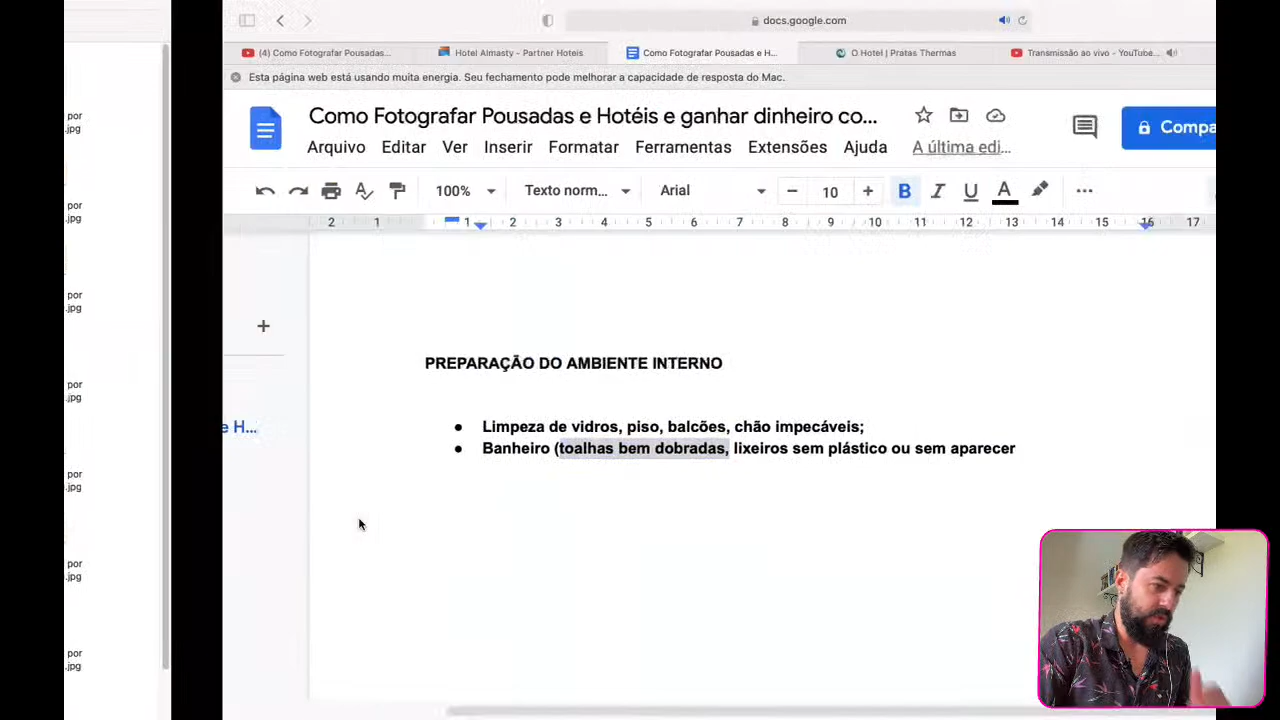 docs.google.com
(4) Como Fotografar Pousadas...
Hotel Almasty - Partner Hoteis
Como Fotografar Pousadas e H...
O Hotel | Pratas Thermas
Transmissão ao vivo - YouTube...
Esta página web está usando muita energia. Seu fechamento pode melhorar a capacidade de resposta do Mac.
Como Fotografar Pousadas e Hotéis e ganhar dinheiro co...
Arquivo Editar Ver Inserir Formatar Ferramentas Extensões Ajuda A última edi...
Compa
100% Texto norm... Arial − 10 + B I U A
2 1 1 2 3 4 5 6 7 8 9 10 11 12 13 14 15 16 17
PREPARAÇÃO DO AMBIENTE INTERNO
● Limpeza de vidros, piso, balcões, chão impecáveis;
● Banheiro (toalhas bem dobradas, lixeiros sem plástico ou sem aparecer
e H...
por
.jpg
por
.jpg
por
.jpg
por
.jpg
por
.jpg
por
.jpg
por
.jpg